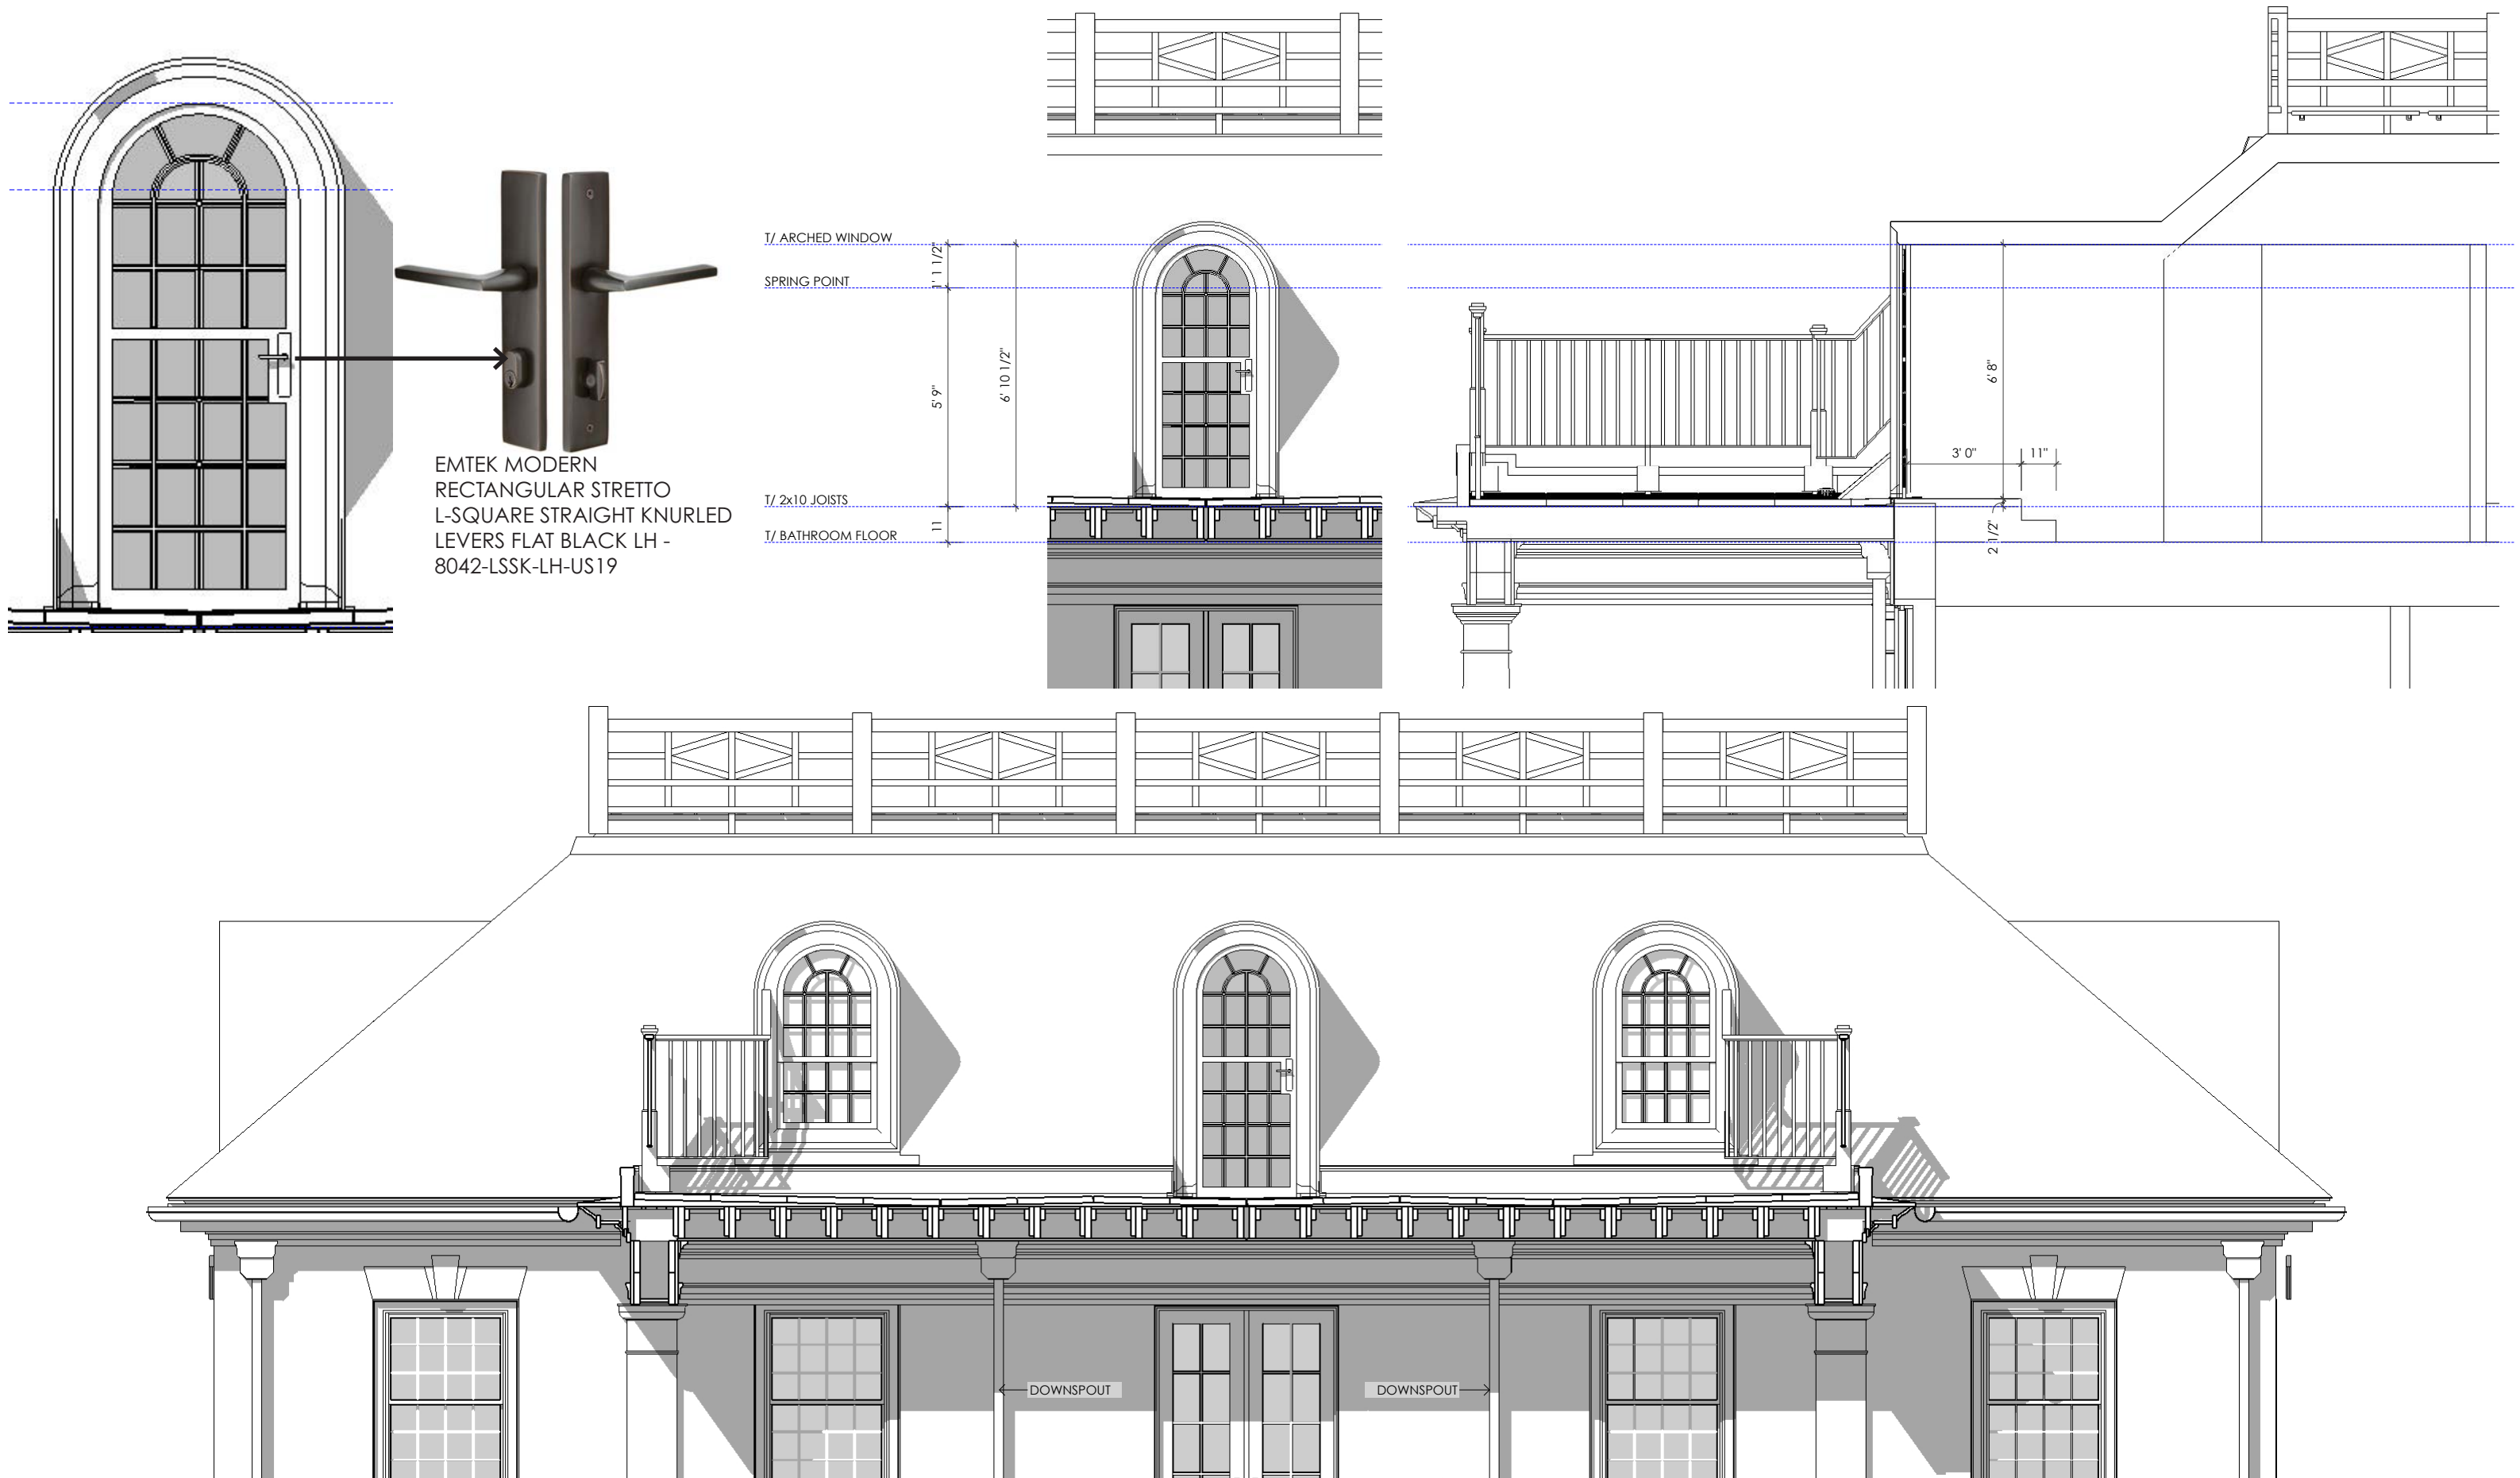 EMTEK MODERN
RECTANGULAR STRETTO
L-SQUARE STRAIGHT KNURLED
LEVERS FLAT BLACK LH -
8042-LSSK-LH-US19
T/ ARCHED WINDOW
SPRING POINT
T/ 2x10 JOISTS
T/ BATHROOM FLOOR
1' 1 1/2"
5' 9"
11
6' 10 1/2"
6' 8"
3' 0"
11"
2 1/2"
DOWNSPOUT
DOWNSPOUT